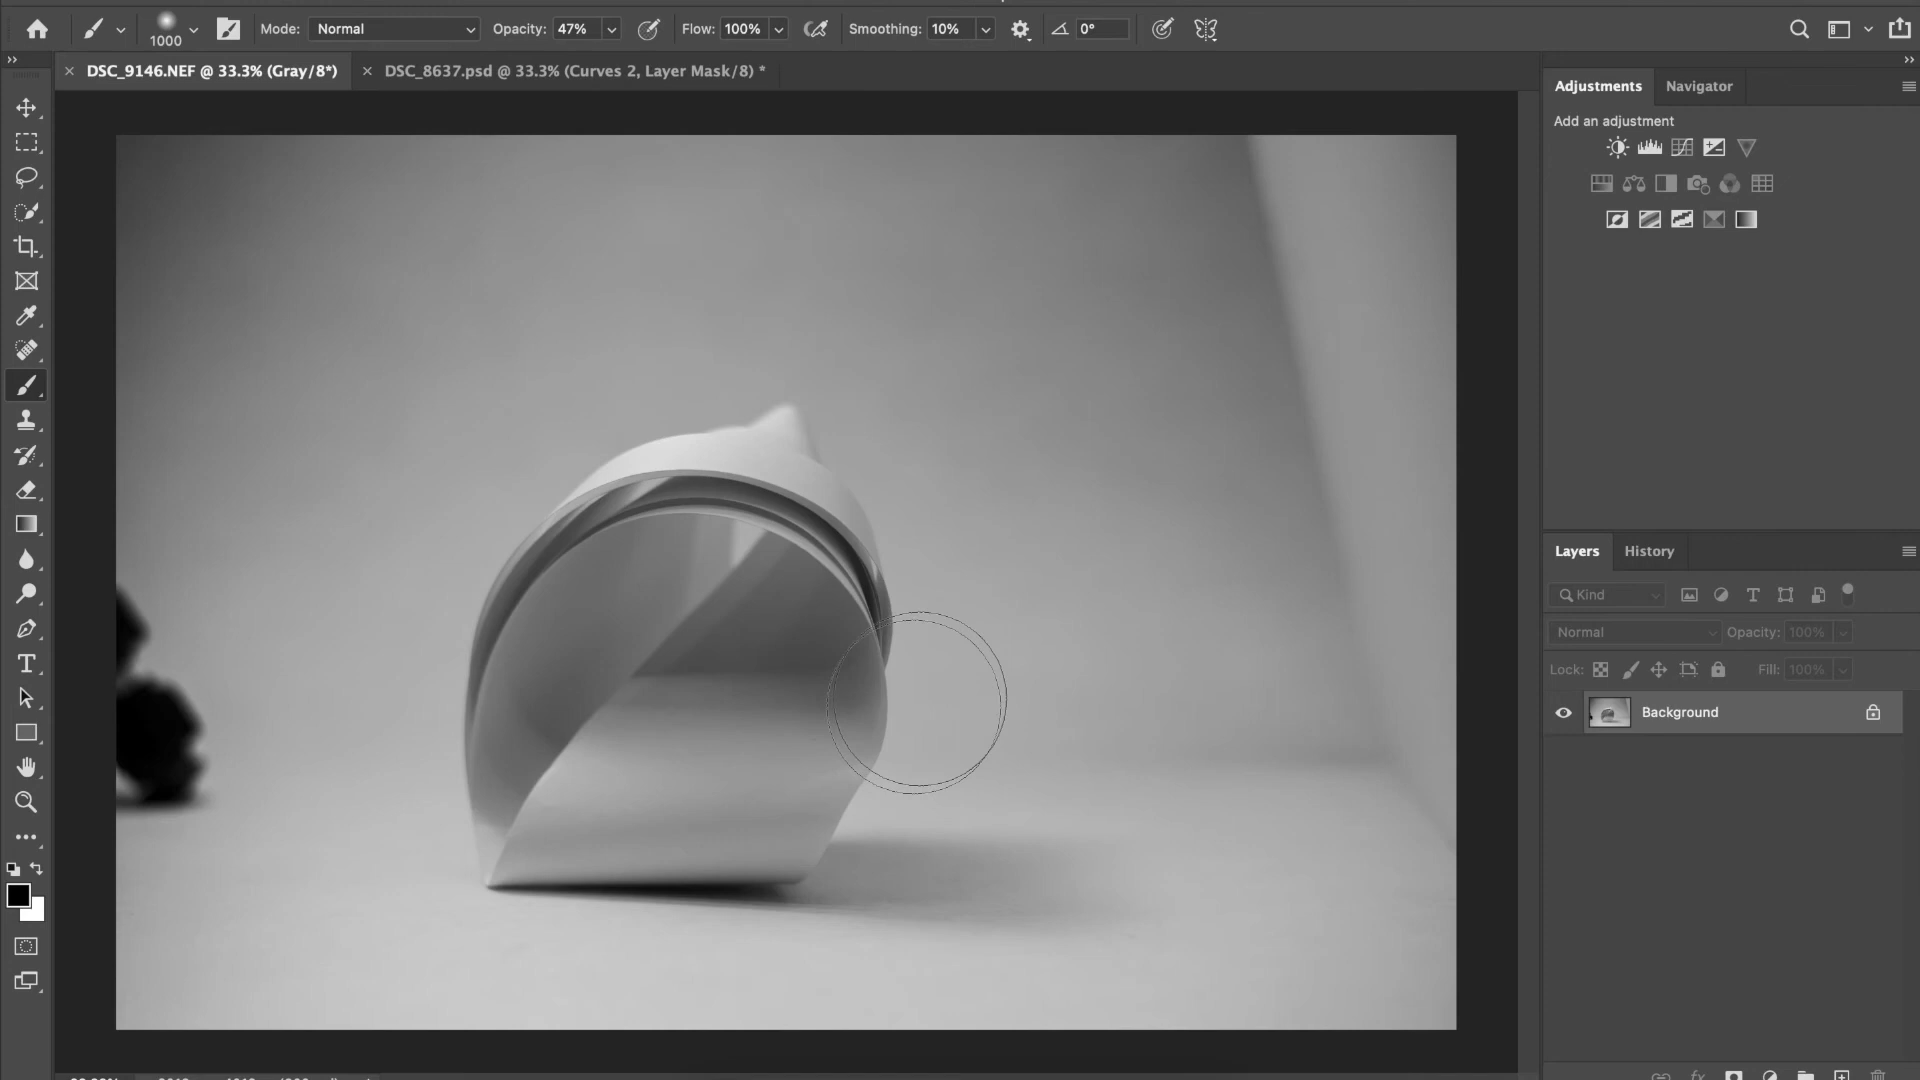 1000
Mode: Normal
Opacity: 47%
Flow: 100%
Smoothing: 10%
0°
DSC_9146.NEF @ 33.3% (Gray/8*)
DSC_8637.psd @ 33.3% (Curves 2, Layer Mask/8) *
Adjustments
Navigator
Add an adjustment
Layers
History
Kind
Normal
Opacity: 100%
Lock:
Fill: 100%
Background